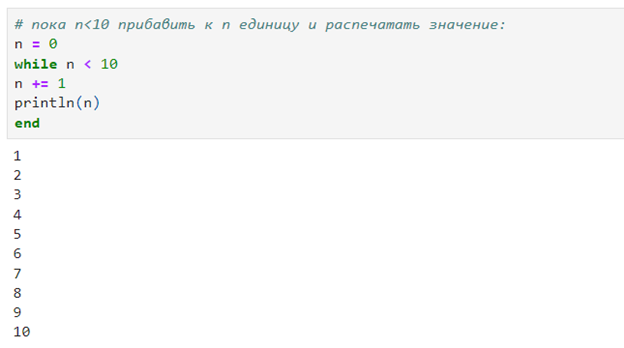 # пока n<10 прибавить к n единицу и распечатать значение:
n = 0
while n < 10
n += 1
println(n)
end
1
2
3
4
5
6
7
8
9
10